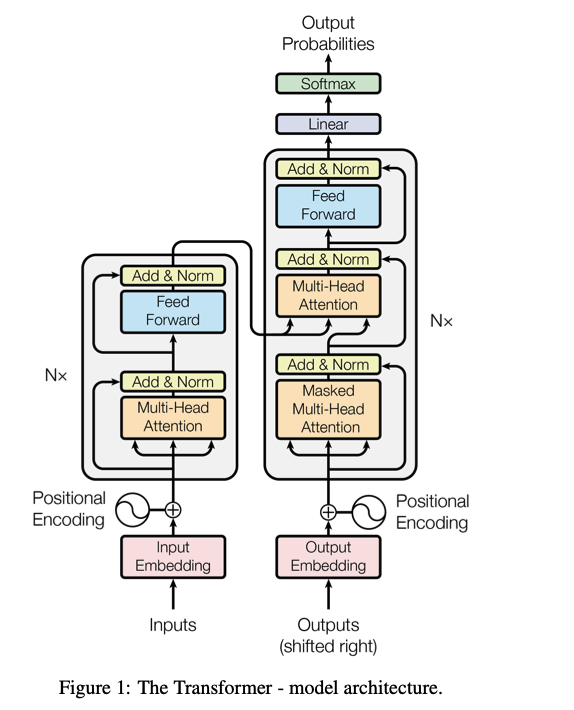 Output
Probabilities
Softmax
Linear
Add & Norm
Feed
Forward
Add & Norm
Multi-Head
Attention
Add & Norm
Masked
Multi-Head
Attention
Nx
Add & Norm
Feed
Forward
Add & Norm
Multi-Head
Attention
Nx
Positional
Encoding
Positional
Encoding
Input
Embedding
Output
Embedding
Inputs
Outputs
(shifted right)
Figure 1: The Transformer - model architecture.